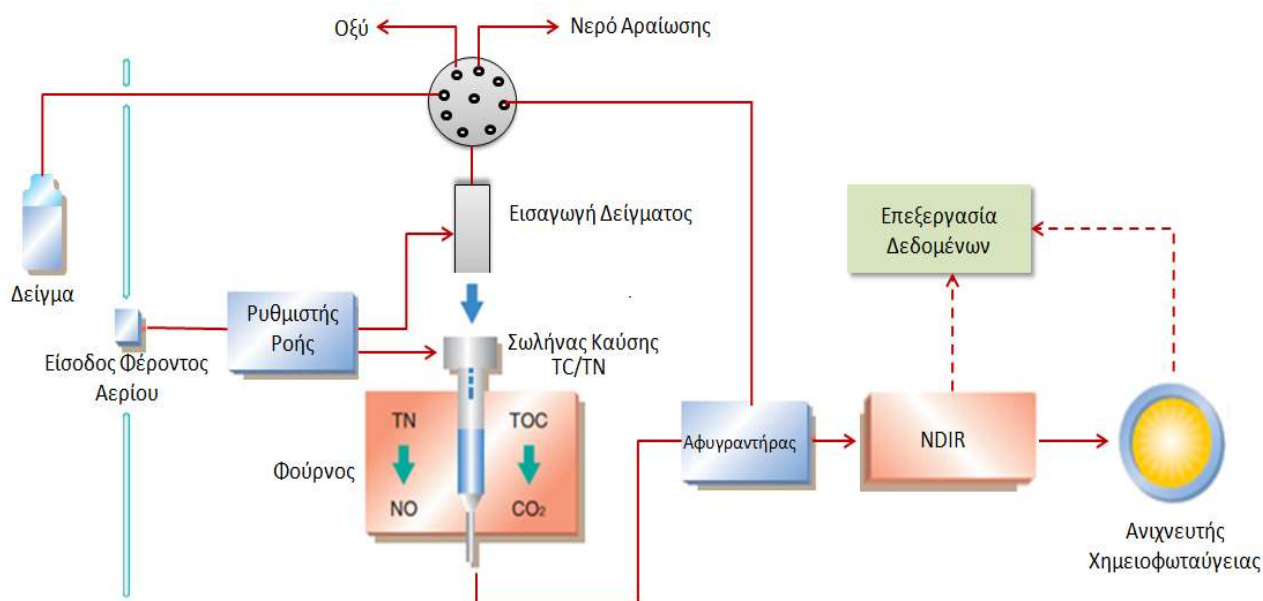 Οξύ
Νερό Αραίωσης
Δείγμα
Εισαγωγή Δείγματος
Επεξεργασία
Δεδομένων
Ρυθμιστής
Ροής
Είσοδος Φέροντος
Αερίου
Σωλήνας Καύσης
TC/TN
Φούρνος
TN
NO
TOC
CO₂
Αφυγραντήρας
NDIR
Ανιχνευτής
Χημειοφωταύγειας